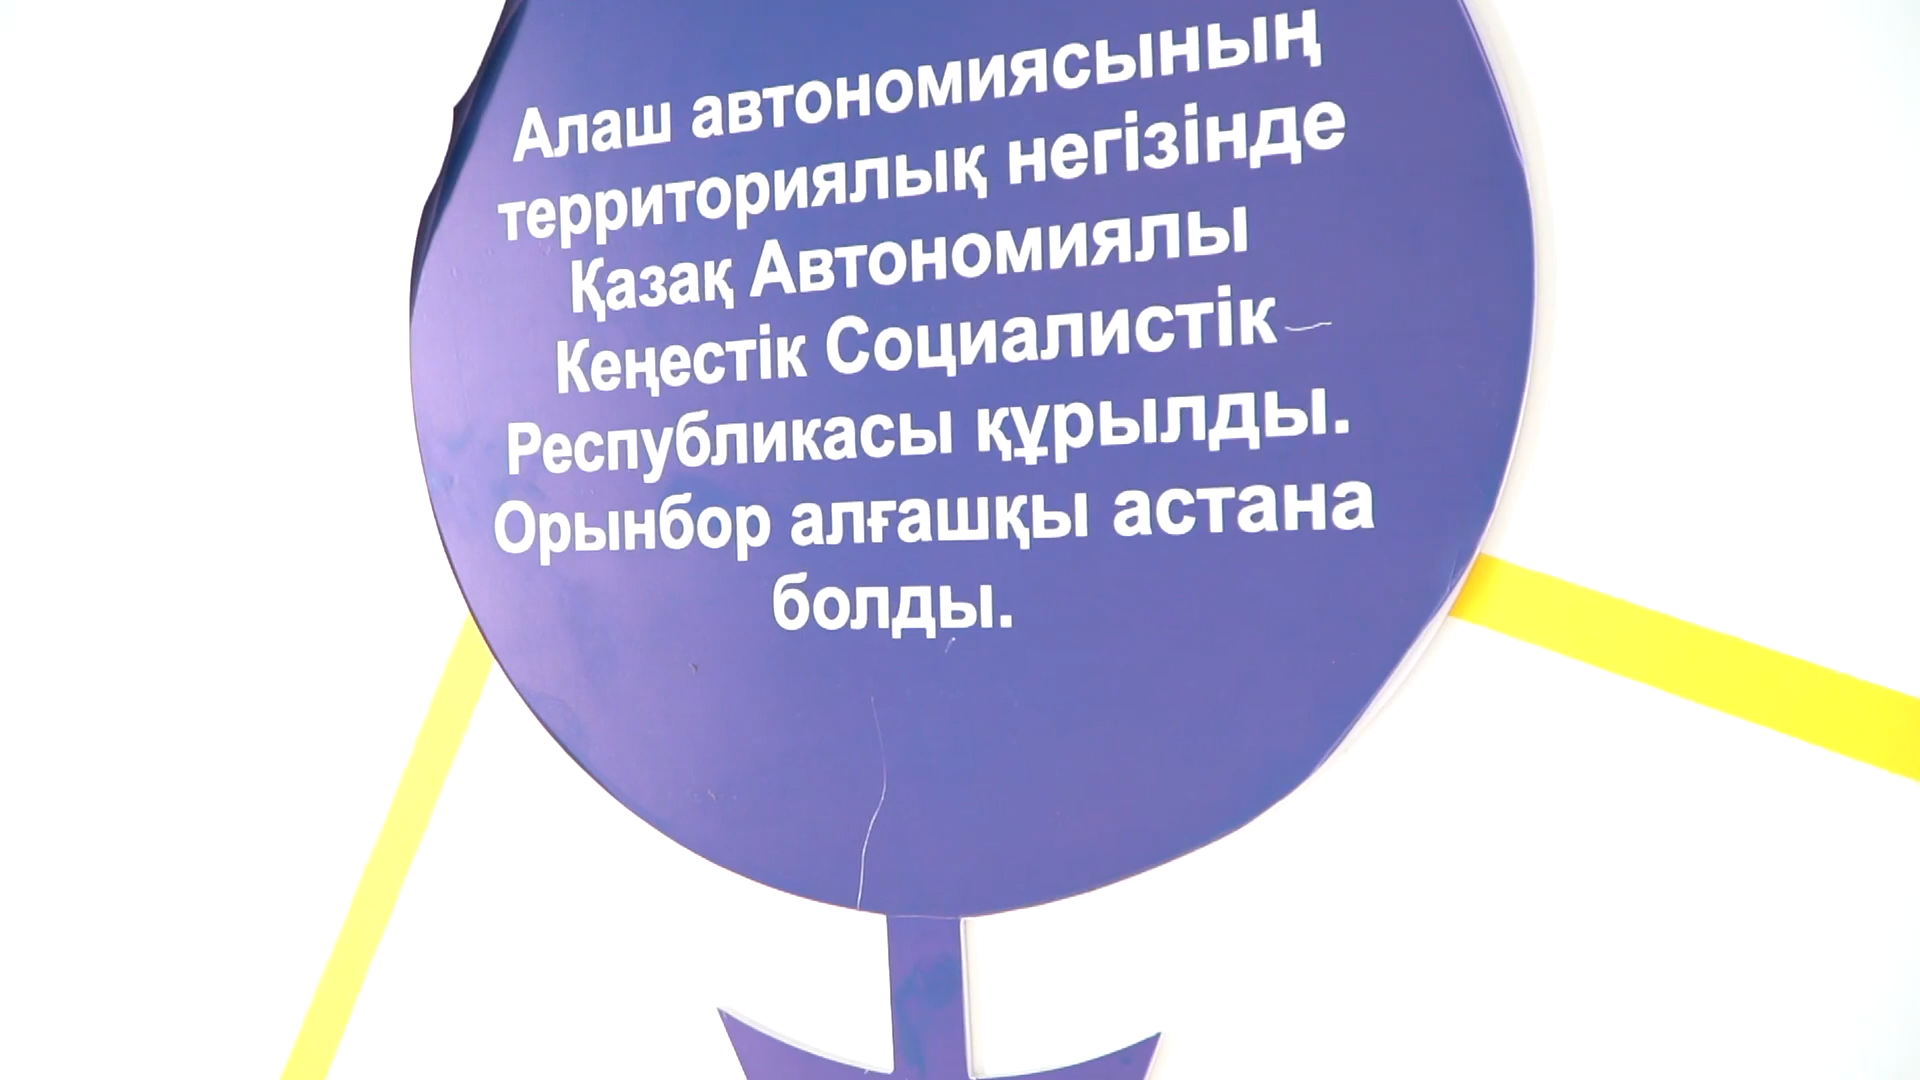 Алаш автономиясының
территориялық негізінде
Қазақ Автономиялы
Кеңестік Социалистік
Республикасы құрылды.
Орынбор алғашқы астана
болды.